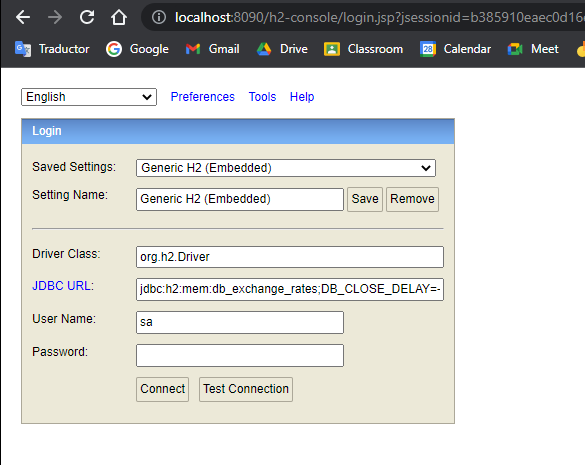 localhost:8090/h2-console/login.jsp?jsessionid=b385910eaec0d16
Traductor Google Gmail Drive Classroom Calendar Meet
English Preferences Tools Help
Login
Saved Settings: Generic H2 (Embedded)
Setting Name: Generic H2 (Embedded) Save Remove
Driver Class: org.h2.Driver
JDBC URL: jdbc:h2:mem:db_exchange_rates;DB_CLOSE_DELAY=-
User Name: sa
Password:
Connect Test Connection